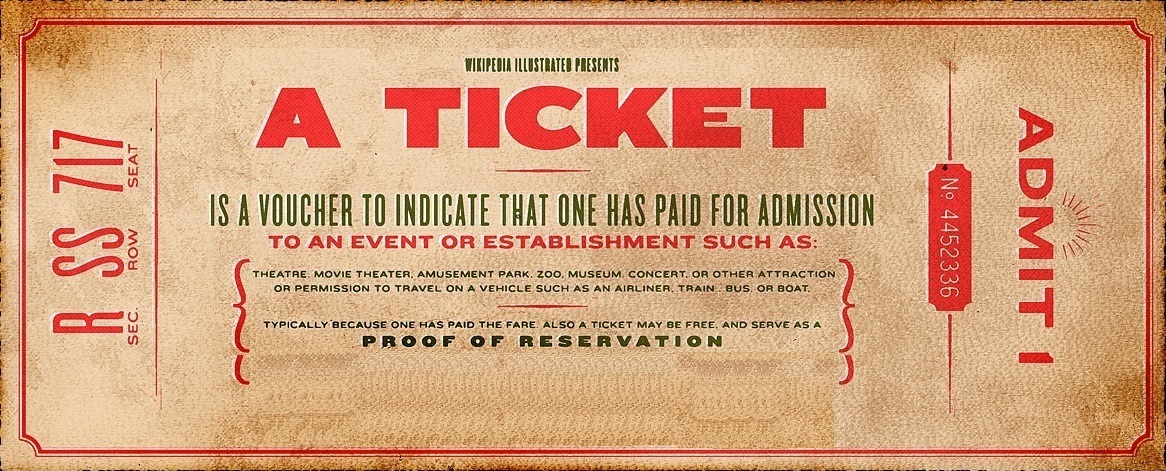 WIKIPEDIA ILLUSTRATED PRESENTS
A TICKET
IS A VOUCHER TO INDICATE THAT ONE HAS PAID FOR ADMISSION
TO AN EVENT OR ESTABLISHMENT SUCH AS:
THEATRE, MOVIE THEATER, AMUSEMENT PARK, ZOO, MUSEUM, CONCERT, OR OTHER ATTRACTION
OR PERMISSION TO TRAVEL ON A VEHICLE SUCH AS AN AIRLINER, TRAIN, BUS, OR BOAT,
TYPICALLY BECAUSE ONE HAS PAID THE FARE. ALSO A TICKET MAY BE FREE, AND SERVE AS A
PROOF OF RESERVATION
R SS 717
SEC. ROW SEAT
No 4452336
ADMIT 1